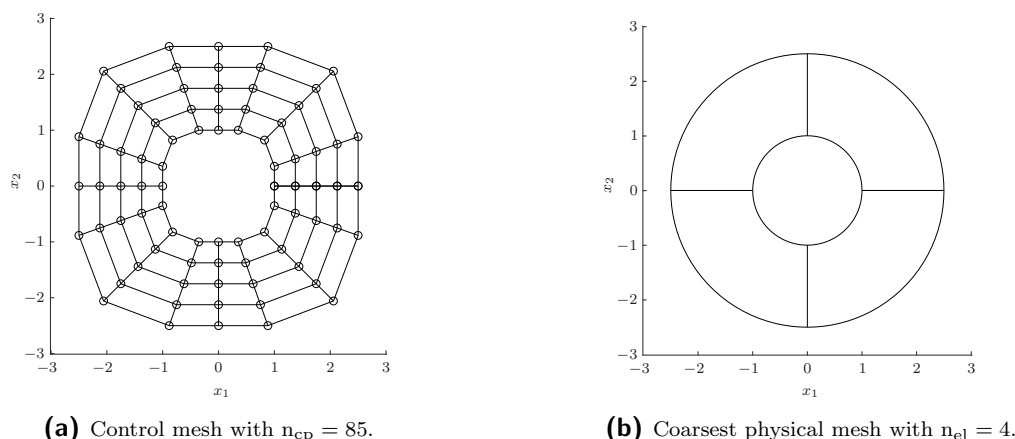 3
2
1
0
−1
−2
−3
x₂
−3 −2 −1 0 1 2 3
x₁
(a) Control mesh with n_cp = 85.
3
2
1
0
−1
−2
−3
x₂
−3 −2 −1 0 1 2 3
x₁
(b) Coarsest physical mesh with n_el = 4.